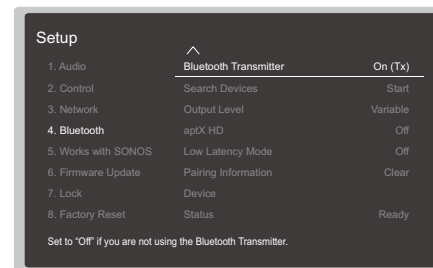 Setup
1. Audio
2. Control
3. Network
4. Bluetooth
5. Works with SONOS
6. Firmware Update
7. Lock
8. Factory Reset
Bluetooth Transmitter On (Tx)
Search Devices Start
Output Level Variable
aptX HD Off
Low Latency Mode Off
Pairing Information Clear
Device
Status Ready
Set to “Off” if you are not using the Bluetooth Transmitter.